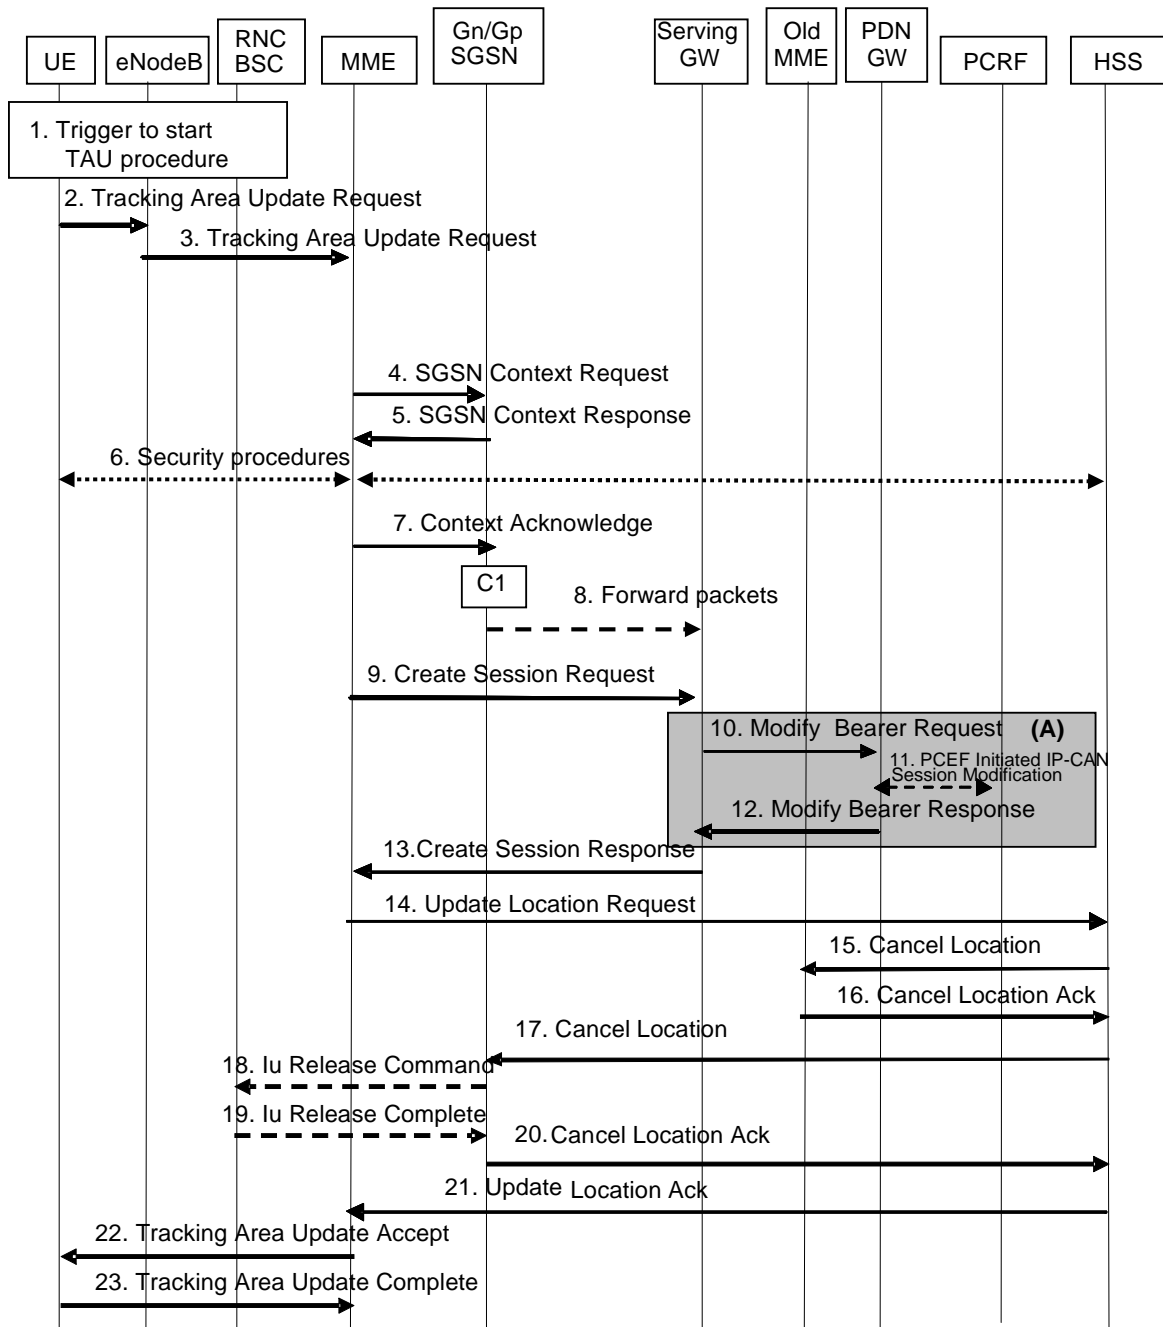 UE
eNodeB
RNC
BSC
MME
Gn/Gp
SGSN
Serving
GW
Old
MME
PDN
GW
PCRF
HSS
1. Trigger to start
TAU procedure
2. Tracking Area Update Request
3. Tracking Area Update Request
4. SGSN Context Request
5. SGSN Context Response
6. Security procedures
7. Context Acknowledge
C1
8. Forward packets
9. Create Session Request
10. Modify Bearer Request (A)
11. PCEF Initiated IP-CAN
Session Modification
12. Modify Bearer Response
13.Create Session Response
14. Update Location Request
15. Cancel Location
16. Cancel Location Ack
17. Cancel Location
18. Iu Release Command
19. Iu Release Complete
20. Cancel Location Ack
21. Update Location Ack
22. Tracking Area Update Accept
23. Tracking Area Update Complete